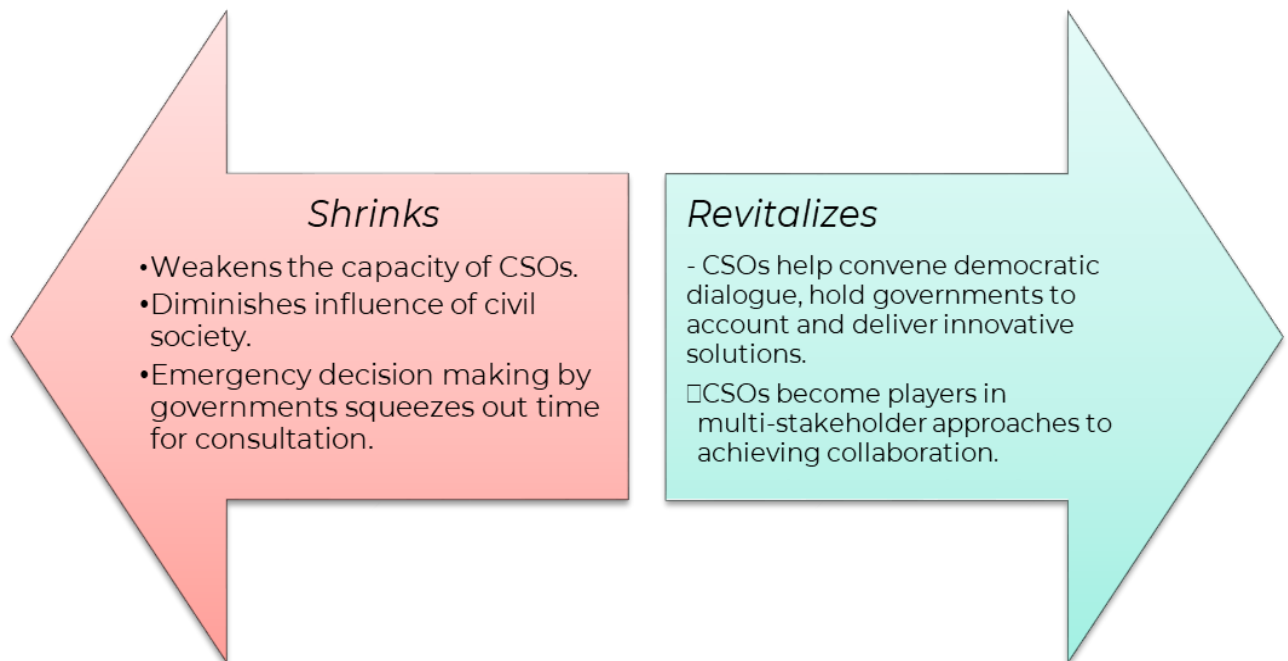 Shrinks
•Weakens the capacity of CSOs.
•Diminishes influence of civil
society.
•Emergency decision making by
governments squeezes out time
for consultation.
Revitalizes
- CSOs help convene democratic
dialogue, hold governments to
account and deliver innovative
solutions.
□CSOs become players in
multi-stakeholder approaches to
achieving collaboration.